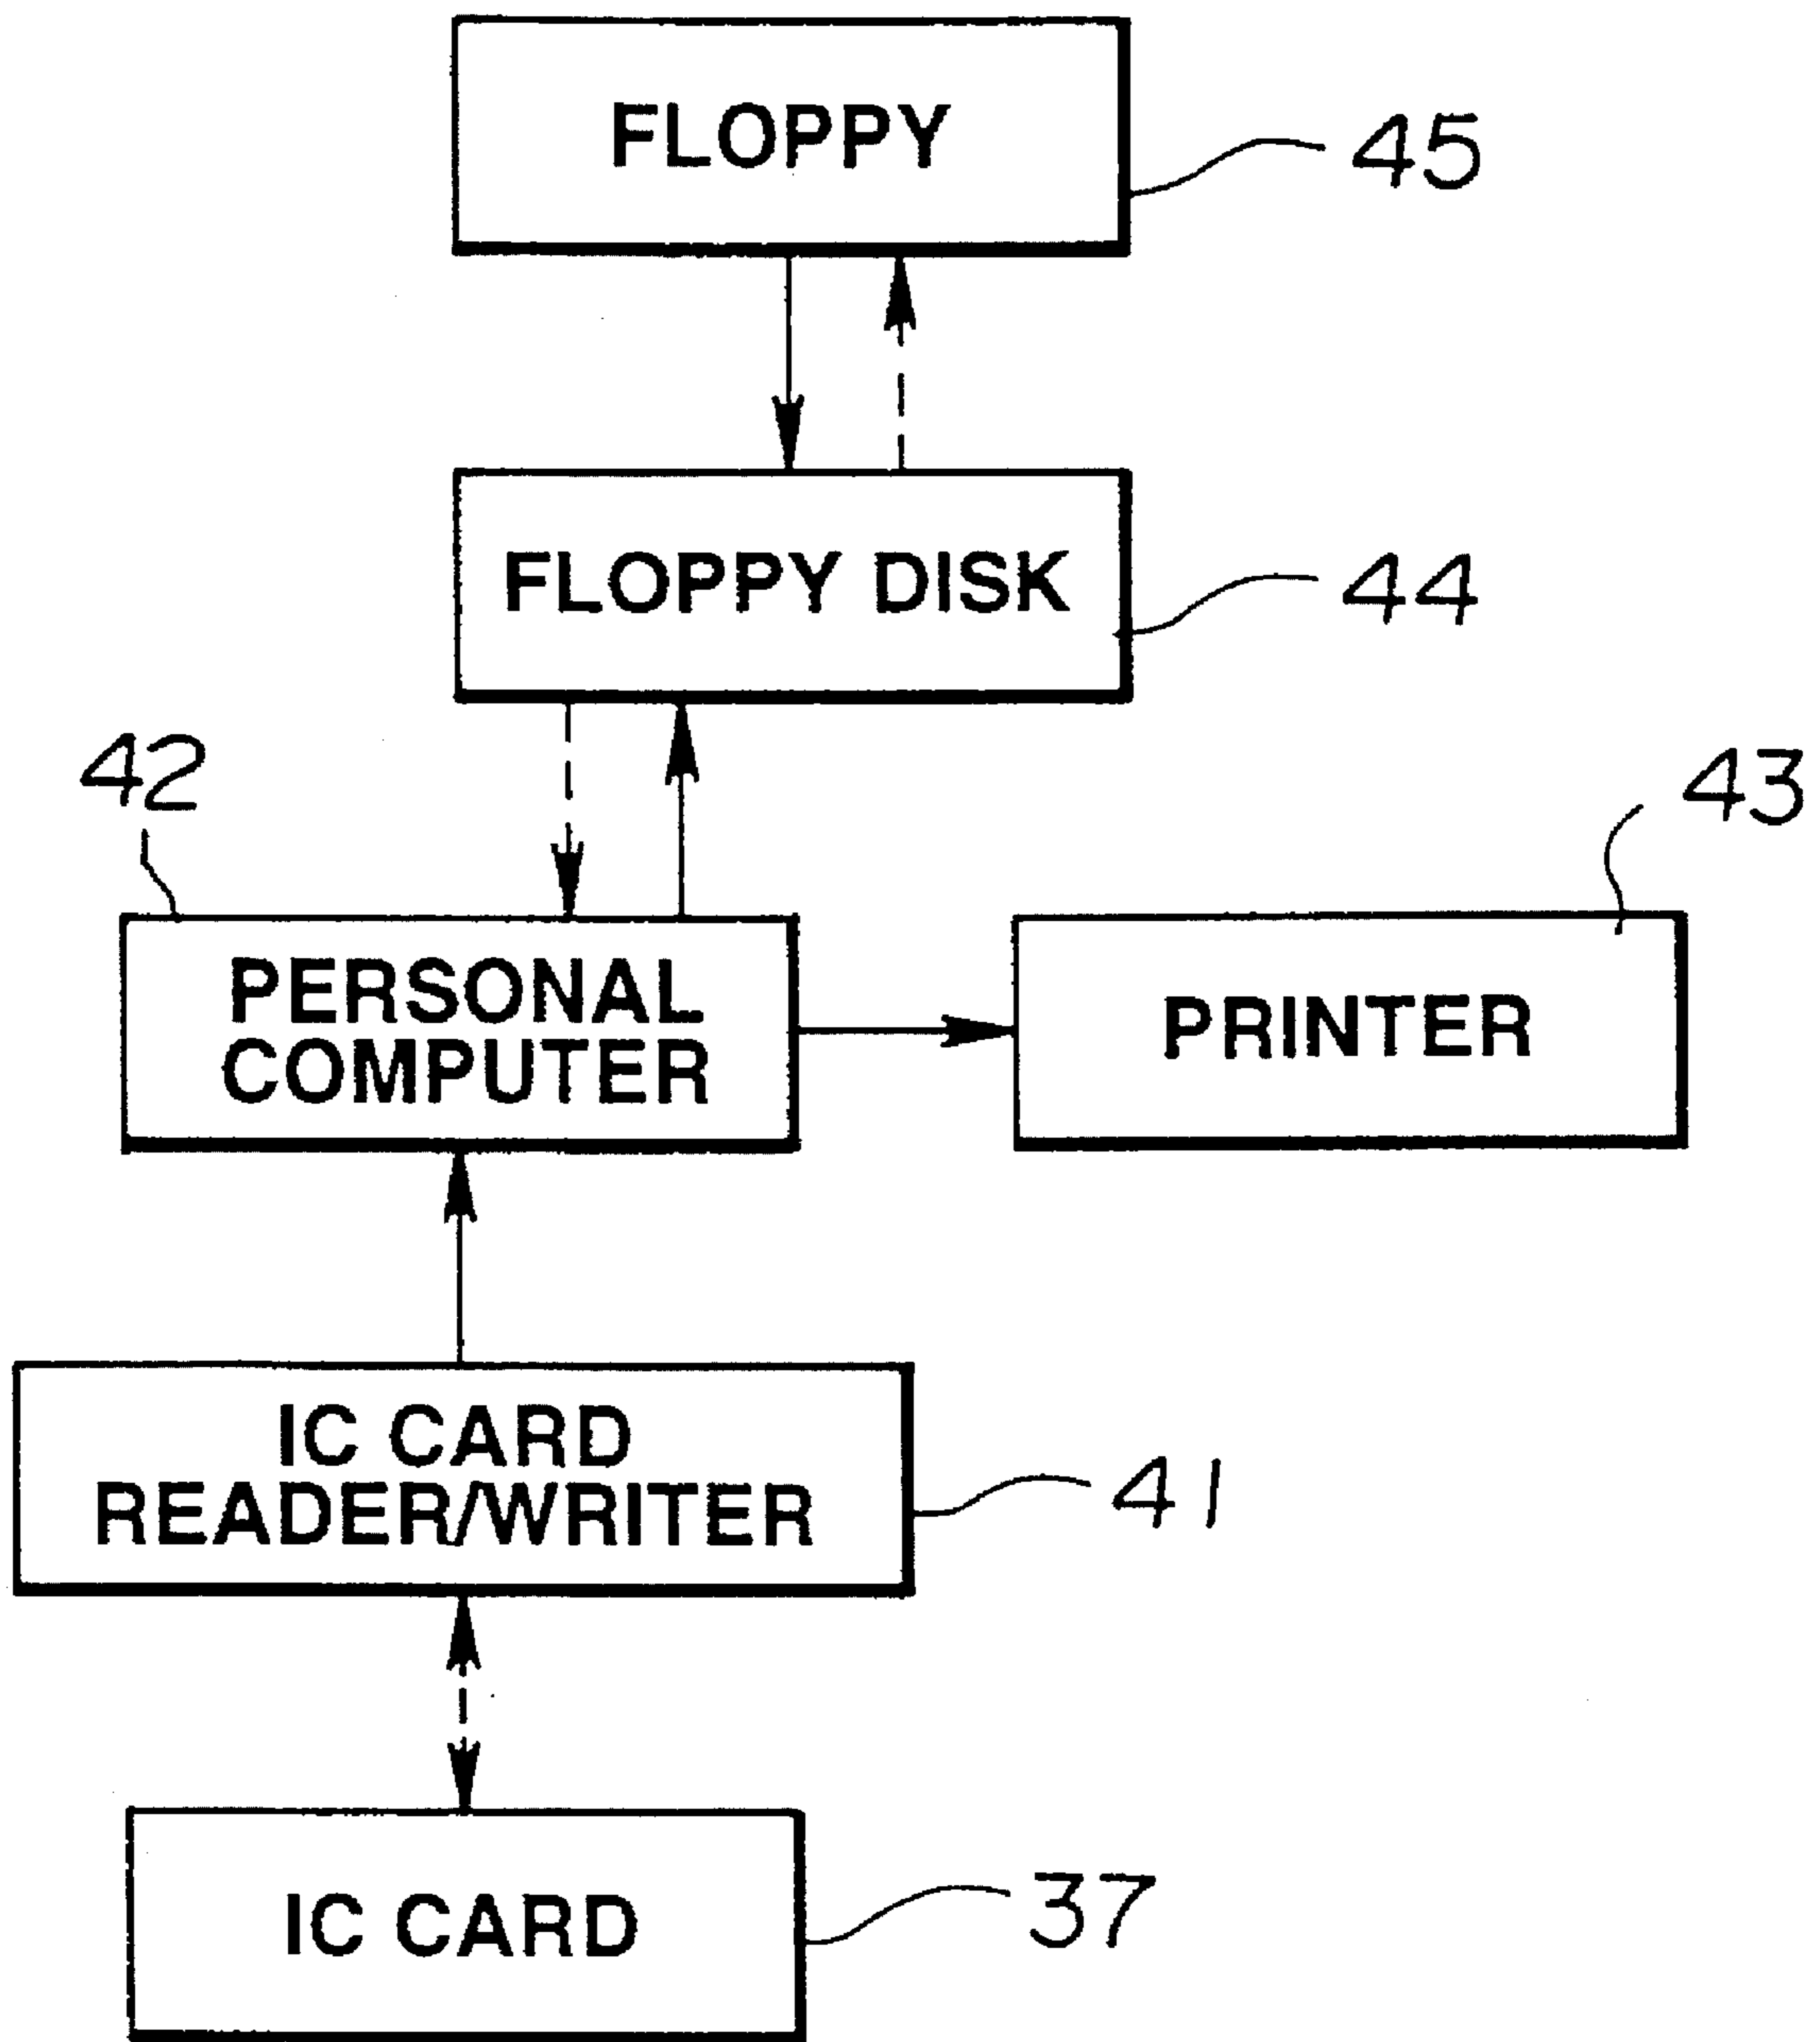 FLOPPY
45
FLOPPY DISK
44
42
43
PERSONAL
COMPUTER
PRINTER
IC CARD
READER/WRITER
41
IC CARD
37